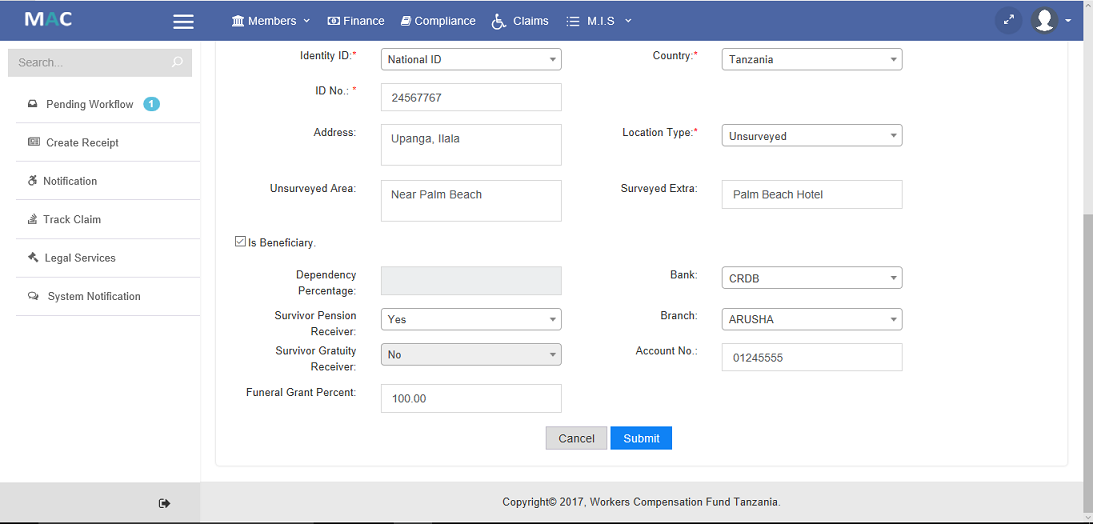 MAC
Members
Finance
Compliance
Claims
M.I.S
Search...
Pending Workflow 1
Create Receipt
Notification
Track Claim
Legal Services
System Notification
Identity ID:* National ID Country:* Tanzania
ID No.: * 24567767
Address: Upanga, Ilala Location Type:* Unsurveyed
Unsurveyed Area: Near Palm Beach Surveyed Extra: Palm Beach Hotel
Is Beneficiary.
Dependency
Percentage:
Bank: CRDB
Survivor Pension
Receiver:
Yes
Branch: ARUSHA
Survivor Gratuity
Receiver:
No
Account No.: 01245555
Funeral Grant Percent: 100.00
Cancel Submit
Copyright© 2017, Workers Compensation Fund Tanzania.